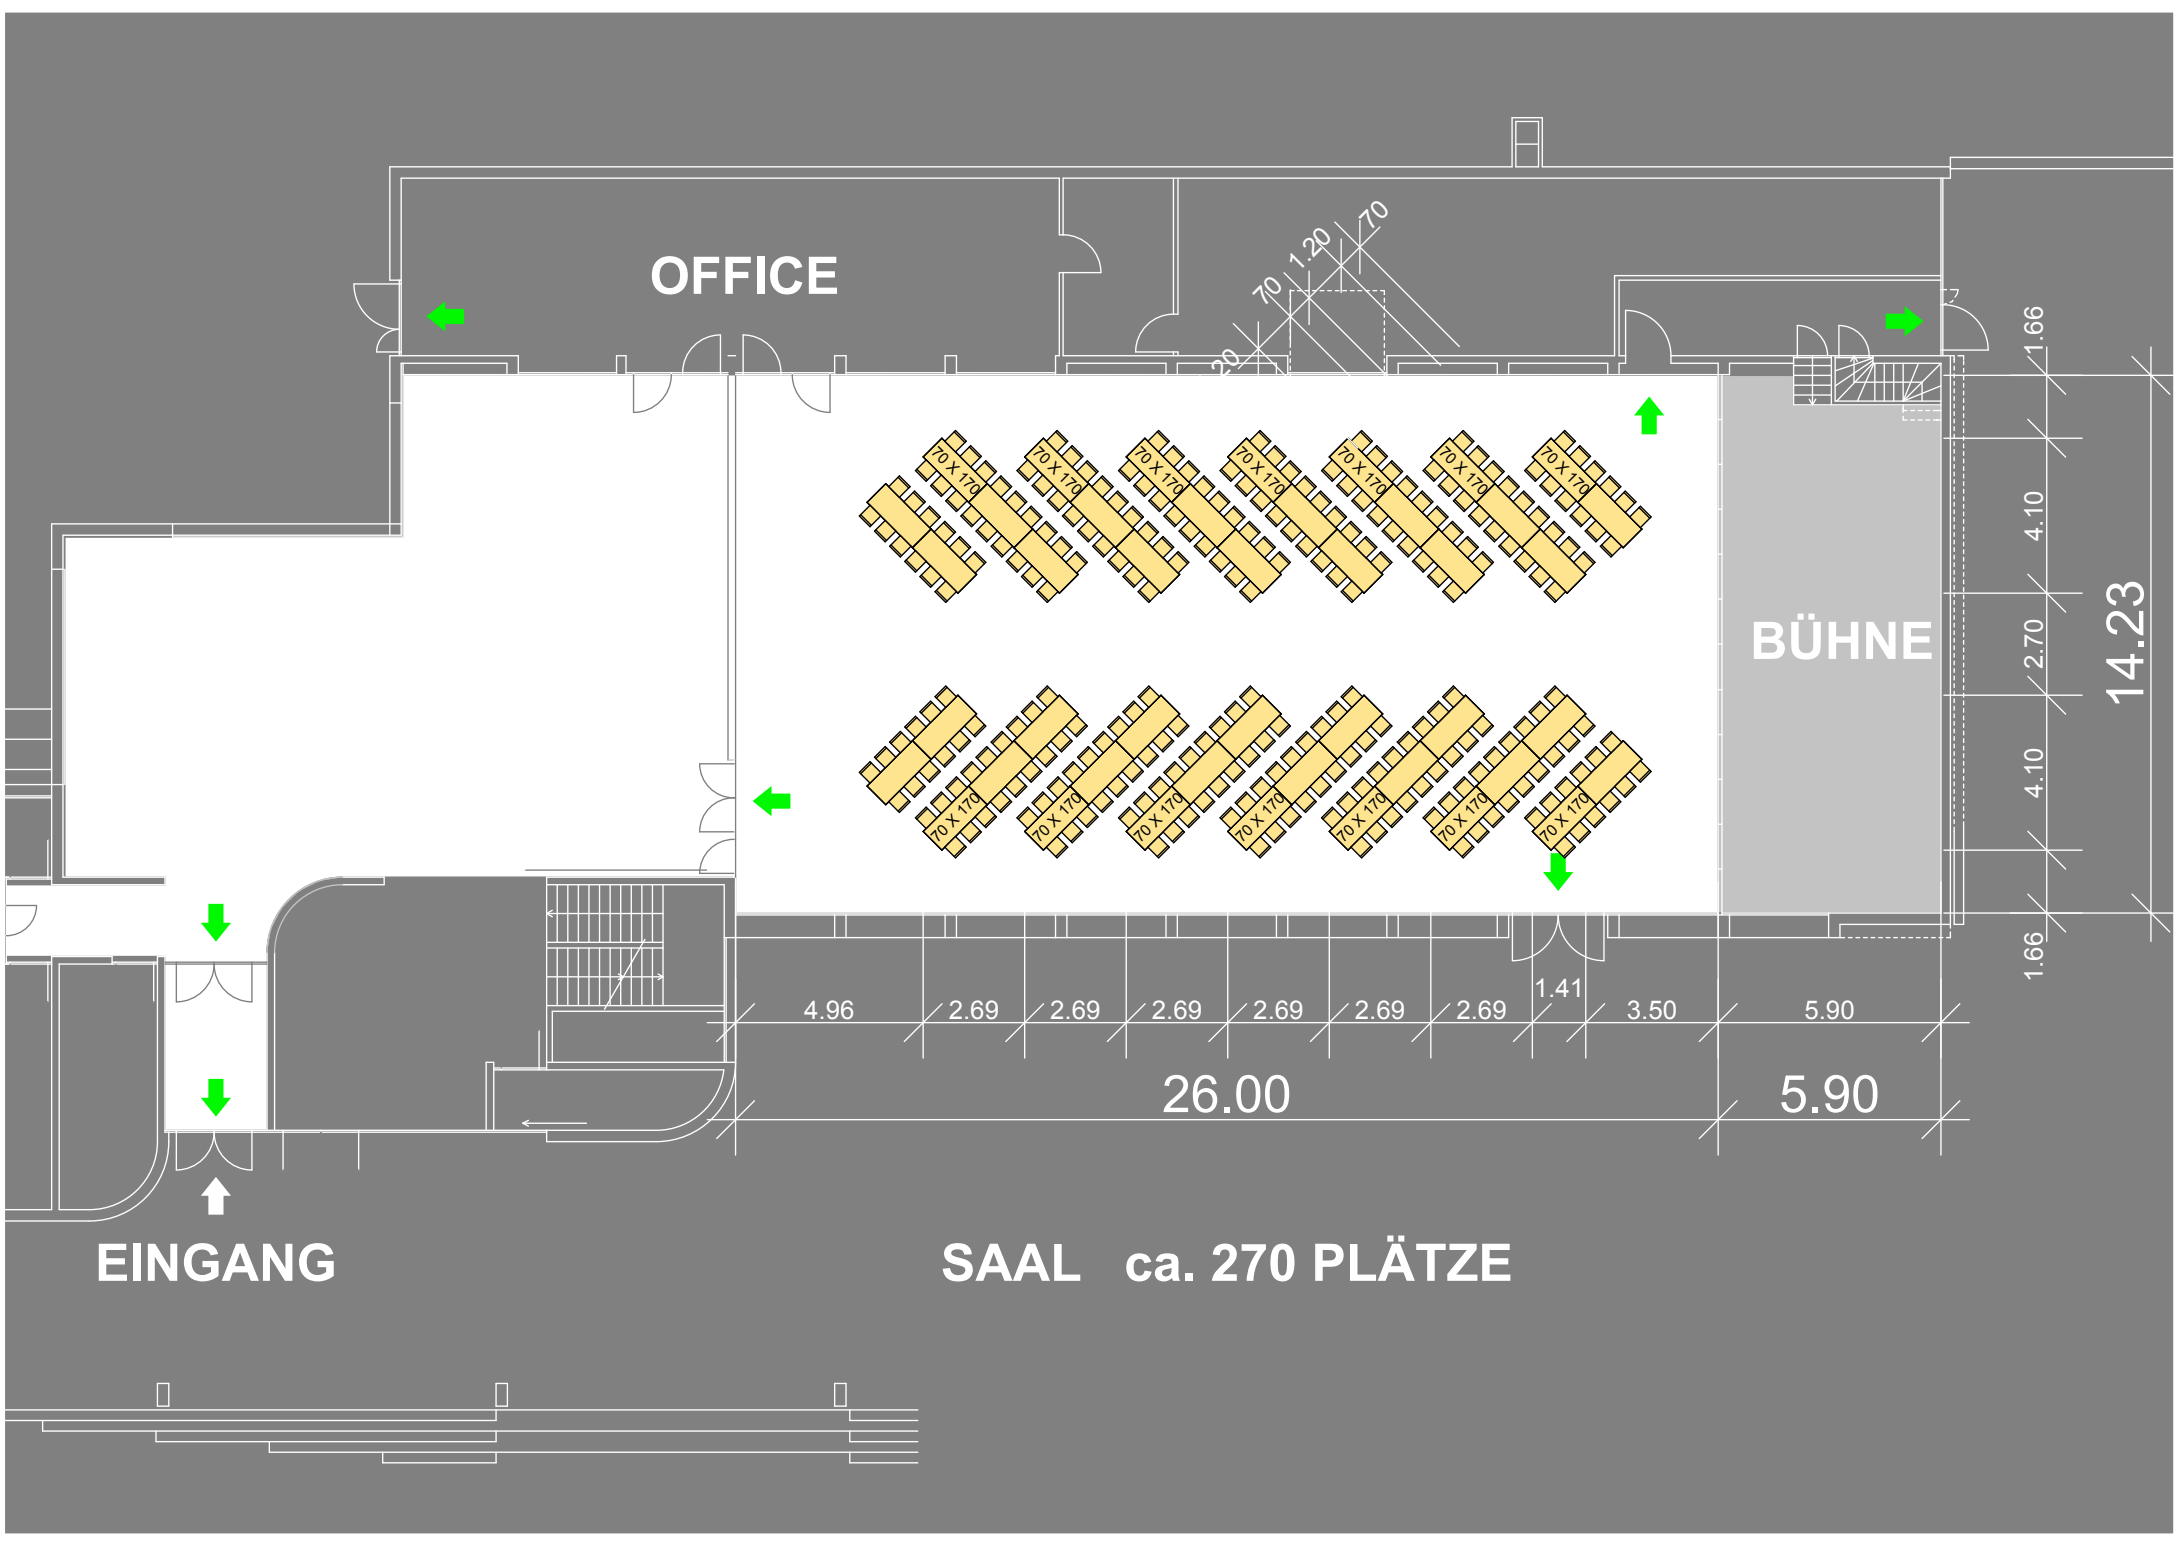 70
1.20
70
20
OFFICE
1.66
70 X 170
70 X 170
70 X 170
70 X 170
70 X 170
70 X 170
70 X 170
4.10
14.23
BÜHNE
2.70
4.10
70 X 170
70 X 170
70 X 170
70 X 170
70 X 170
70 X 170
70 X 170
1.66
4.96 2.69 2.69 2.69 2.69 2.69 2.69 1.41 3.50 5.90
26.00 5.90
EINGANG
SAAL ca. 270 PLÄTZE